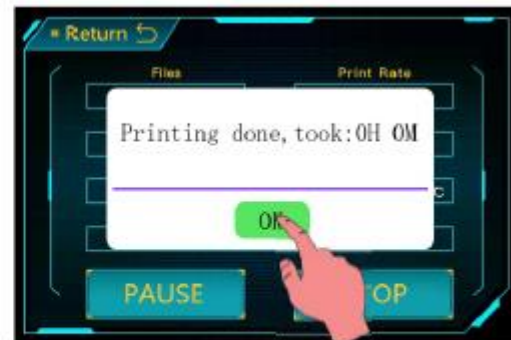 Return
Files Print Rate
Printing done,took:0H 0M
C
OK
PAUSE